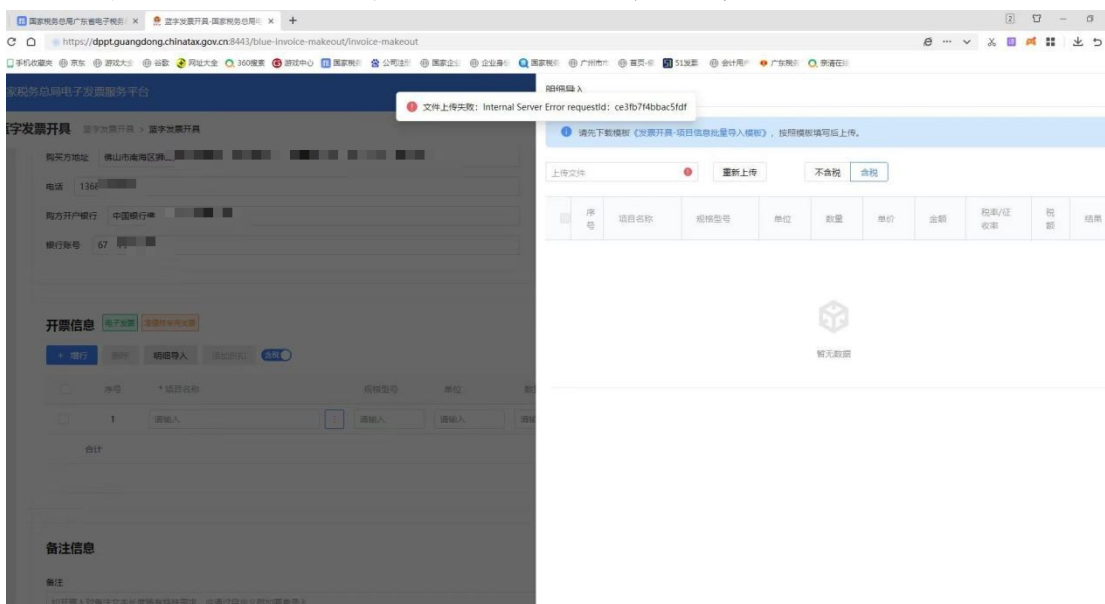 国家税务总局广东省电子税务 ×
蓝字发票开具-国家税务总局 ×
https://dppt.guangdong.chinatax.gov.cn:8443/blue-invoice-makeout/invoice-makeout
手机收藏夹 京东 游戏大全 谷歌 网址大全 360搜索 游戏中心 国家税务 公司注册 国家企业 企业身份 国家税务 广州市 首页- 51发票 会计用 广东税务 亲清在
家税务总局电子发票服务平台
明细导入
文件上传失败：Internal Server Error requestId：ce3fb7f4bbac5fdf
蓝字发票开具 蓝字发票开具 > 蓝字发票开具
请先下载模板《发票开具-项目信息批量导入模板》，按照模板填写后上传。
购买方地址 佛山市南海区狮
上传文件 重新上传 不含税 含税
电话 136
序号 项目名称 规格型号 单位 数量 单价 金额 税率/征收率 税额 结果
购方开户银行 中国银行
银行账号 67
开票信息 电子发票
+ 增行 删除 明细导入 添加折扣 含税
暂无数据
序号 * 项目名称 规格型号 单位
1 请输入 请输入 请输入
合计
备注信息
备注